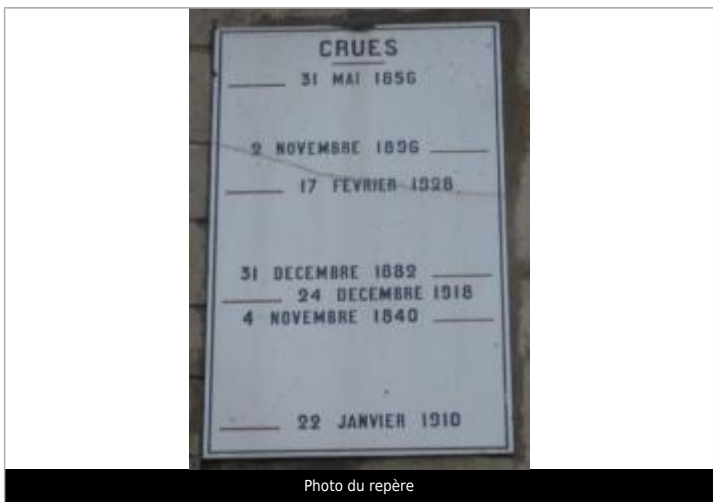 CRUES
31 MAI 1856
2 NOVEMBRE 1896
17 FEVRIER 1928
31 DECEMBRE 1882
24 DECEMBRE 1918
4 NOVEMBRE 1840
22 JANVIER 1910
Photo du repère